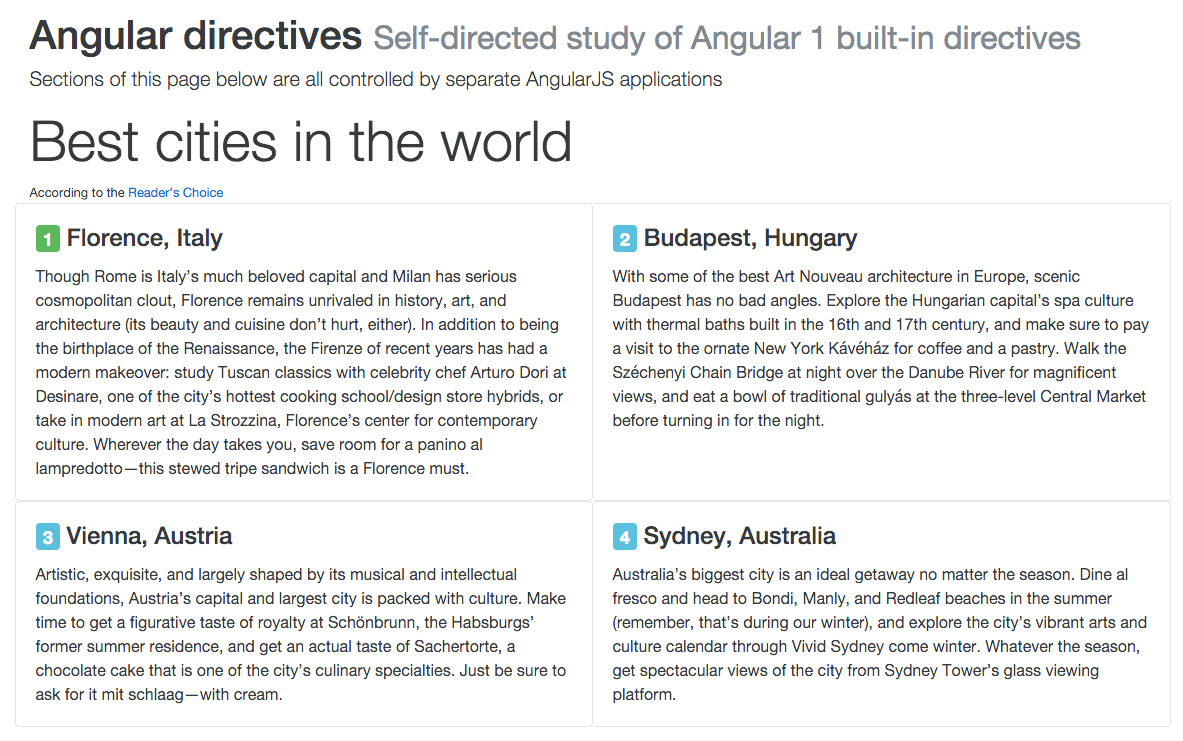 Angular directives Self-directed study of Angular 1 built-in directives
Sections of this page below are all controlled by separate AngularJS applications
Best cities in the world
According to the Reader's Choice
1 Florence, Italy
Though Rome is Italy’s much beloved capital and Milan has serious
cosmopolitan clout, Florence remains unrivaled in history, art, and
architecture (its beauty and cuisine don’t hurt, either). In addition to being
the birthplace of the Renaissance, the Firenze of recent years has had a
modern makeover: study Tuscan classics with celebrity chef Arturo Dori at
Desinare, one of the city’s hottest cooking school/design store hybrids, or
take in modern art at La Strozzina, Florence’s center for contemporary
culture. Wherever the day takes you, save room for a panino al
lampredotto—this stewed tripe sandwich is a Florence must.
2 Budapest, Hungary
With some of the best Art Nouveau architecture in Europe, scenic
Budapest has no bad angles. Explore the Hungarian capital’s spa culture
with thermal baths built in the 16th and 17th century, and make sure to pay
a visit to the ornate New York Kávéház for coffee and a pastry. Walk the
Széchenyi Chain Bridge at night over the Danube River for magnificent
views, and eat a bowl of traditional gulyás at the three-level Central Market
before turning in for the night.
3 Vienna, Austria
Artistic, exquisite, and largely shaped by its musical and intellectual
foundations, Austria’s capital and largest city is packed with culture. Make
time to get a figurative taste of royalty at Schönbrunn, the Habsburgs’
former summer residence, and get an actual taste of Sachertorte, a
chocolate cake that is one of the city’s culinary specialties. Just be sure to
ask for it mit schlaag—with cream.
4 Sydney, Australia
Australia’s biggest city is an ideal getaway no matter the season. Dine al
fresco and head to Bondi, Manly, and Redleaf beaches in the summer
(remember, that’s during our winter), and explore the city’s vibrant arts and
culture calendar through Vivid Sydney come winter. Whatever the season,
get spectacular views of the city from Sydney Tower’s glass viewing
platform.